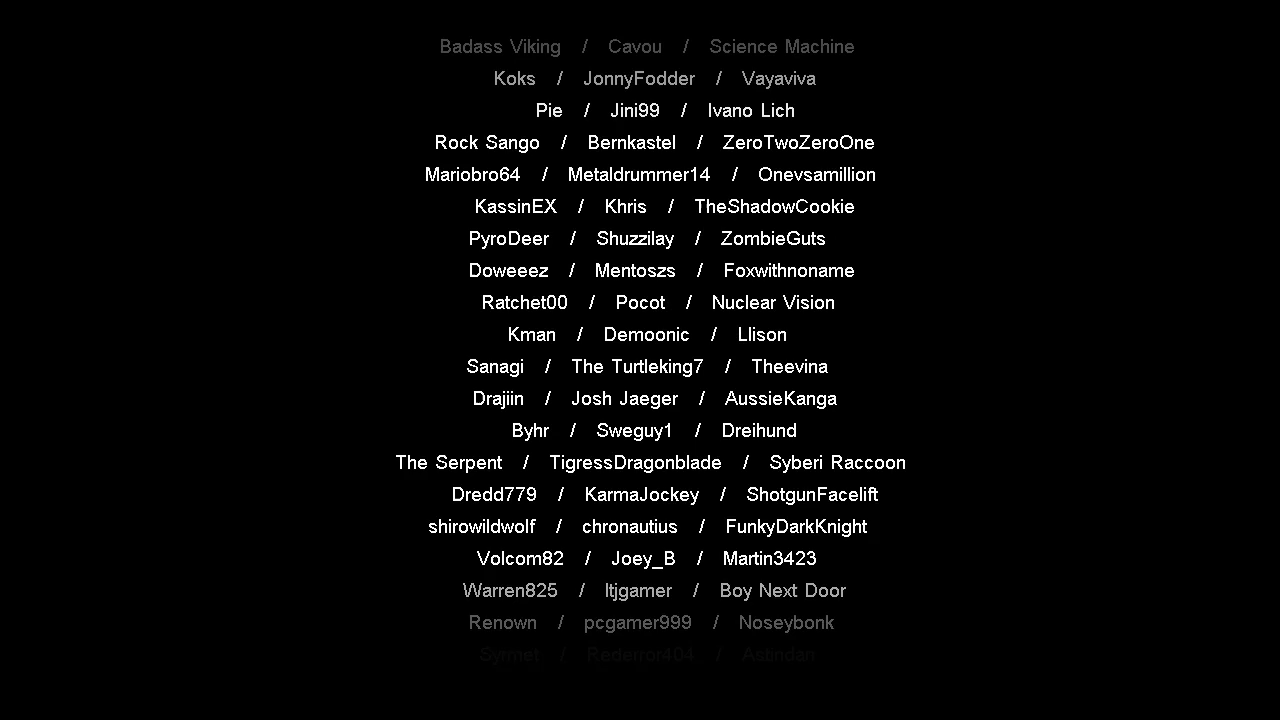 Badass Viking / Cavou / Science Machine
Koks / JonnyFodder / Vayaviva
Pie / Jini99 / Ivano Lich
Rock Sango / Bernkastel / ZeroTwoZeroOne
Mariobro64 / Metaldrummer14 / Onevsamillion
KassinEX / Khris / TheShadowCookie
PyroDeer / Shuzzilay / ZombieGuts
Doweeez / Mentoszs / Foxwithnoname
Ratchet00 / Pocot / Nuclear Vision
Kman / Demoonic / Llison
Sanagi / The Turtleking7 / Theevina
Drajiin / Josh Jaeger / AussieKanga
Byhr / Sweguy1 / Dreihund
The Serpent / TigressDragonblade / Syberi Raccoon
Dredd779 / KarmaJockey / ShotgunFacelift
shirowildwolf / chronautius / FunkyDarkKnight
Volcom82 / Joey_B / Martin3423
Warren825 / ltjgamer / Boy Next Door
Renown / pcgamer999 / Noseybonk
Syrmet / Rederror404 / Astindan